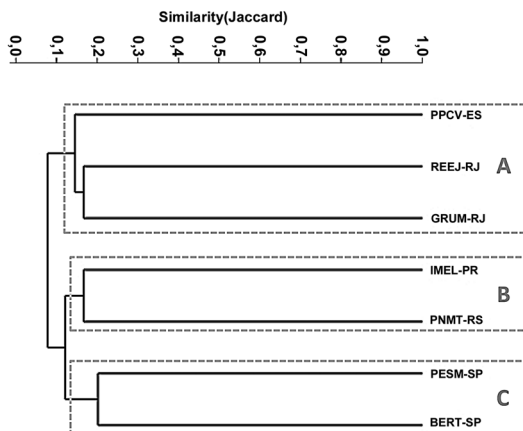 Similarity(Jaccard)
0,0 0,1 0,2 0,3 0,4 0,5 0,6 0,7 0,8 0,9 1,0
PPCV-ES
REEJ-RJ
A
GRUM-RJ
IMEL-PR
B
PNMT-RS
PESM-SP
C
BERT-SP